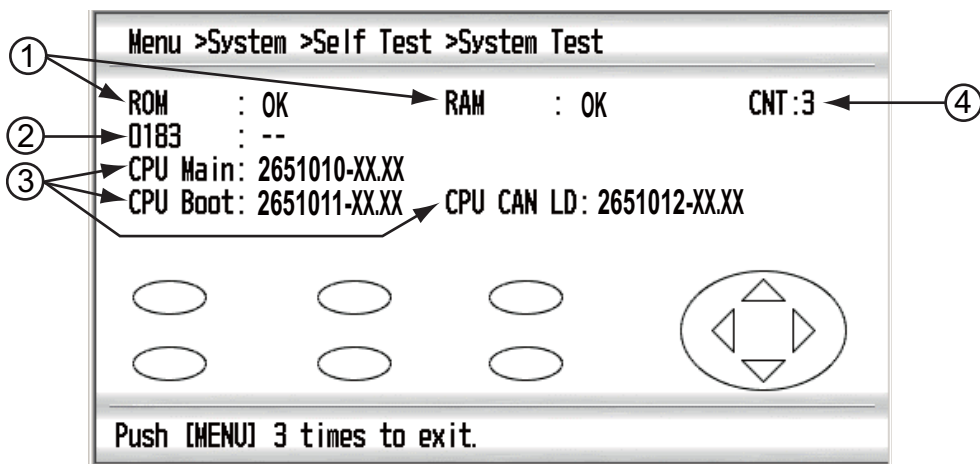 Menu >System >Self Test >System Test
1
ROM : OK RAM : OK CNT:3
4
2
0183 : --
3
CPU Main: 2651010-XX.XX
CPU Boot: 2651011-XX.XX CPU CAN LD: 2651012-XX.XX
Push [MENU] 3 times to exit.